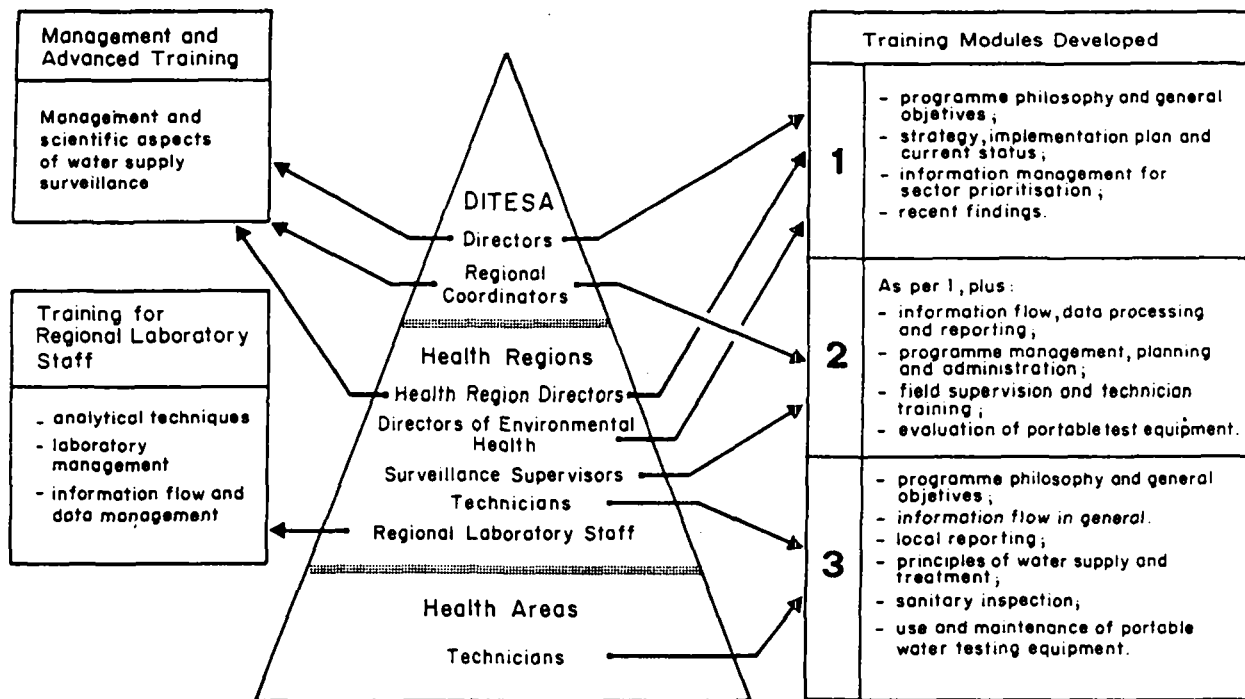 Management and
Advanced Training
Management and
scientific aspects
of water supply
surveillance
Training for
Regional Laboratory
Staff
- analytical techniques
- laboratory
management
- information flow and
data management
DITESA
Directors
Regional
Coordinators
Health Regions
Health Region Directors
Directors of Environmental
Health
Surveillance Supervisors
Technicians
Regional Laboratory Staff
Health Areas
Technicians
Training Modules Developed
1
- programme philosophy and general
objetives;
- strategy, implementation plan and
current status;
- information management for
sector prioritisation;
- recent findings.
2
As per 1, plus:
- information flow, data processing
and reporting;
- programme management, planning
and administration;
- field supervision and technician
training;
- evaluation of portable test equipment.
3
- programme philosophy and general
objetives;
- information flow in general.
- local reporting;
- principles of water supply and
treatment;
- sanitary inspection;
- use and maintenance of portable
water testing equipment.